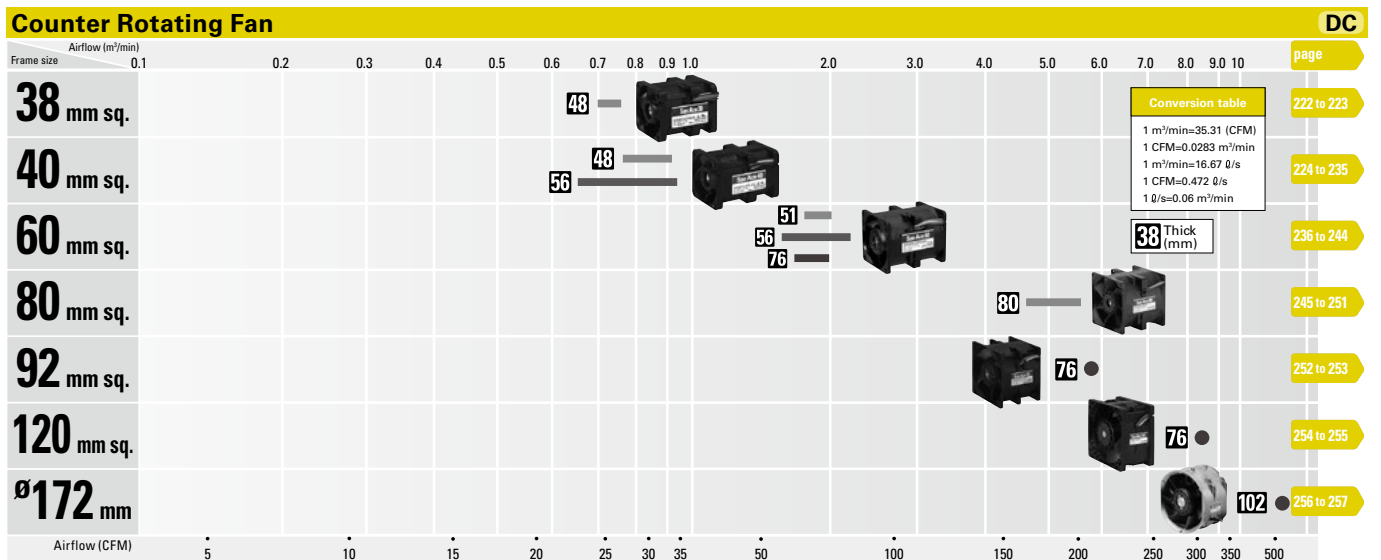 Counter Rotating Fan DC
Airflow (m³/min)
Frame size
0.1 0.2 0.3 0.4 0.5 0.6 0.7 0.8 0.9 1.0 2.0 3.0 4.0 5.0 6.0 7.0 8.0 9.0 10
page
38 mm sq.
48
222 to 223
Conversion table
1 m³/min=35.31 (CFM)
1 CFM=0.0283 m³/min
1 m³/min=16.67 ℓ/s
1 CFM=0.472 ℓ/s
1 ℓ/s=0.06 m³/min
38 Thick
(mm)
40 mm sq.
48
56
224 to 235
60 mm sq.
51
56
76
236 to 244
80 mm sq.
80
245 to 251
92 mm sq.
76
252 to 253
120 mm sq.
76
254 to 255
ø172 mm
102
256 to 257
Airflow (CFM)
5 10 15 20 25 30 35 50 100 150 200 250 300 350 500